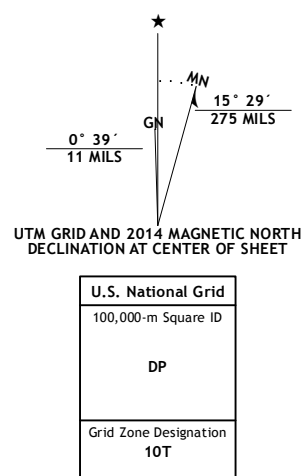 ★
MN
GN
15° 29´
275 MILS
0° 39´
11 MILS
UTM GRID AND 2014 MAGNETIC NORTH
DECLINATION AT CENTER OF SHEET
U.S. National Grid
100,000-m Square ID
DP
Grid Zone Designation
10T